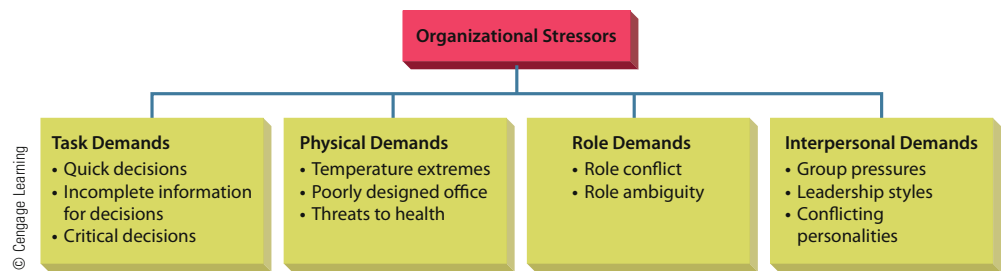 Organizational Stressors
Task Demands
• Quick decisions
• Incomplete information
for decisions
• Critical decisions
Physical Demands
• Temperature extremes
• Poorly designed office
• Threats to health
Role Demands
• Role conflict
• Role ambiguity
Interpersonal Demands
• Group pressures
• Leadership styles
• Conflicting
personalities
© Cengage Learning